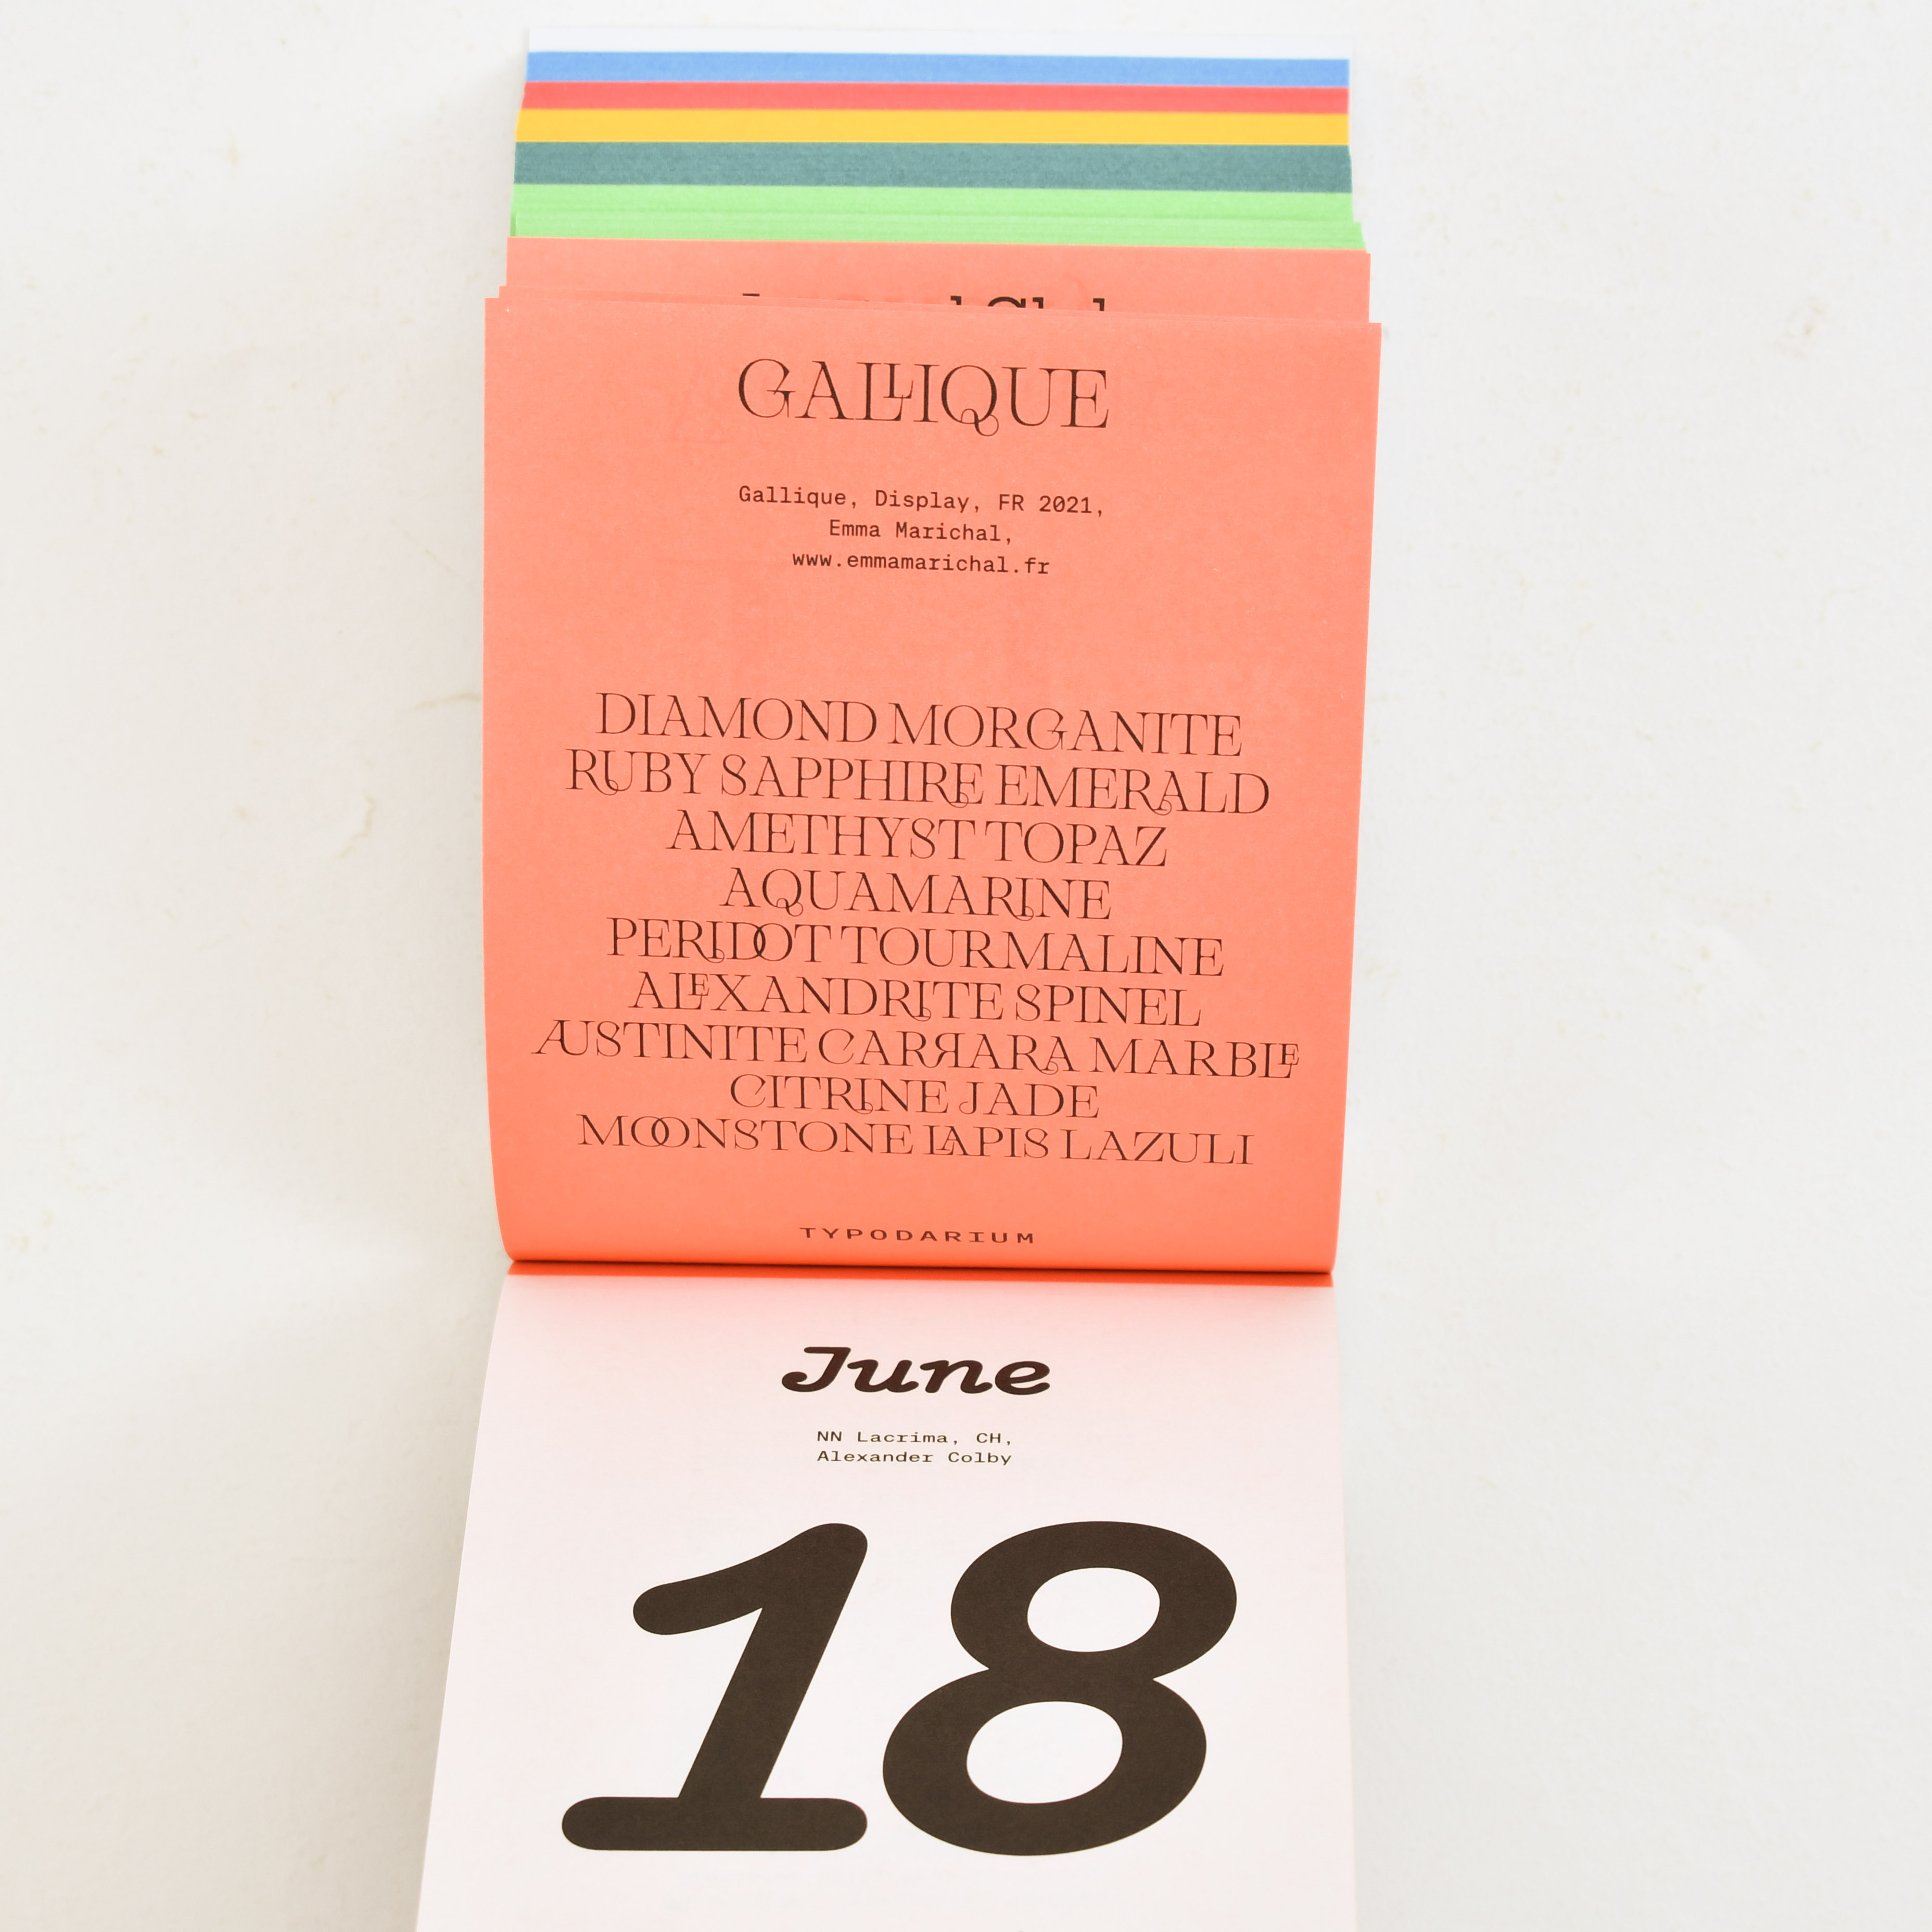 GALLIQUE
Gallique, Display, FR 2021,
Emma Marichal,
www.emmamarichal.fr
DIAMOND MORGANITE
RUBY SAPPHIRE EMERALD
AMETHYST TOPAZ
AQUAMARINE
PERIDOT TOURMALINE
ALEXANDRITE SPINEL
AUSTINITE CARRARA MARBLE
CITRINE JADE
MOONSTONE LAPIS LAZULI
TYPODARIUM
June
NN Lacrima, CH,
Alexander Colby
18